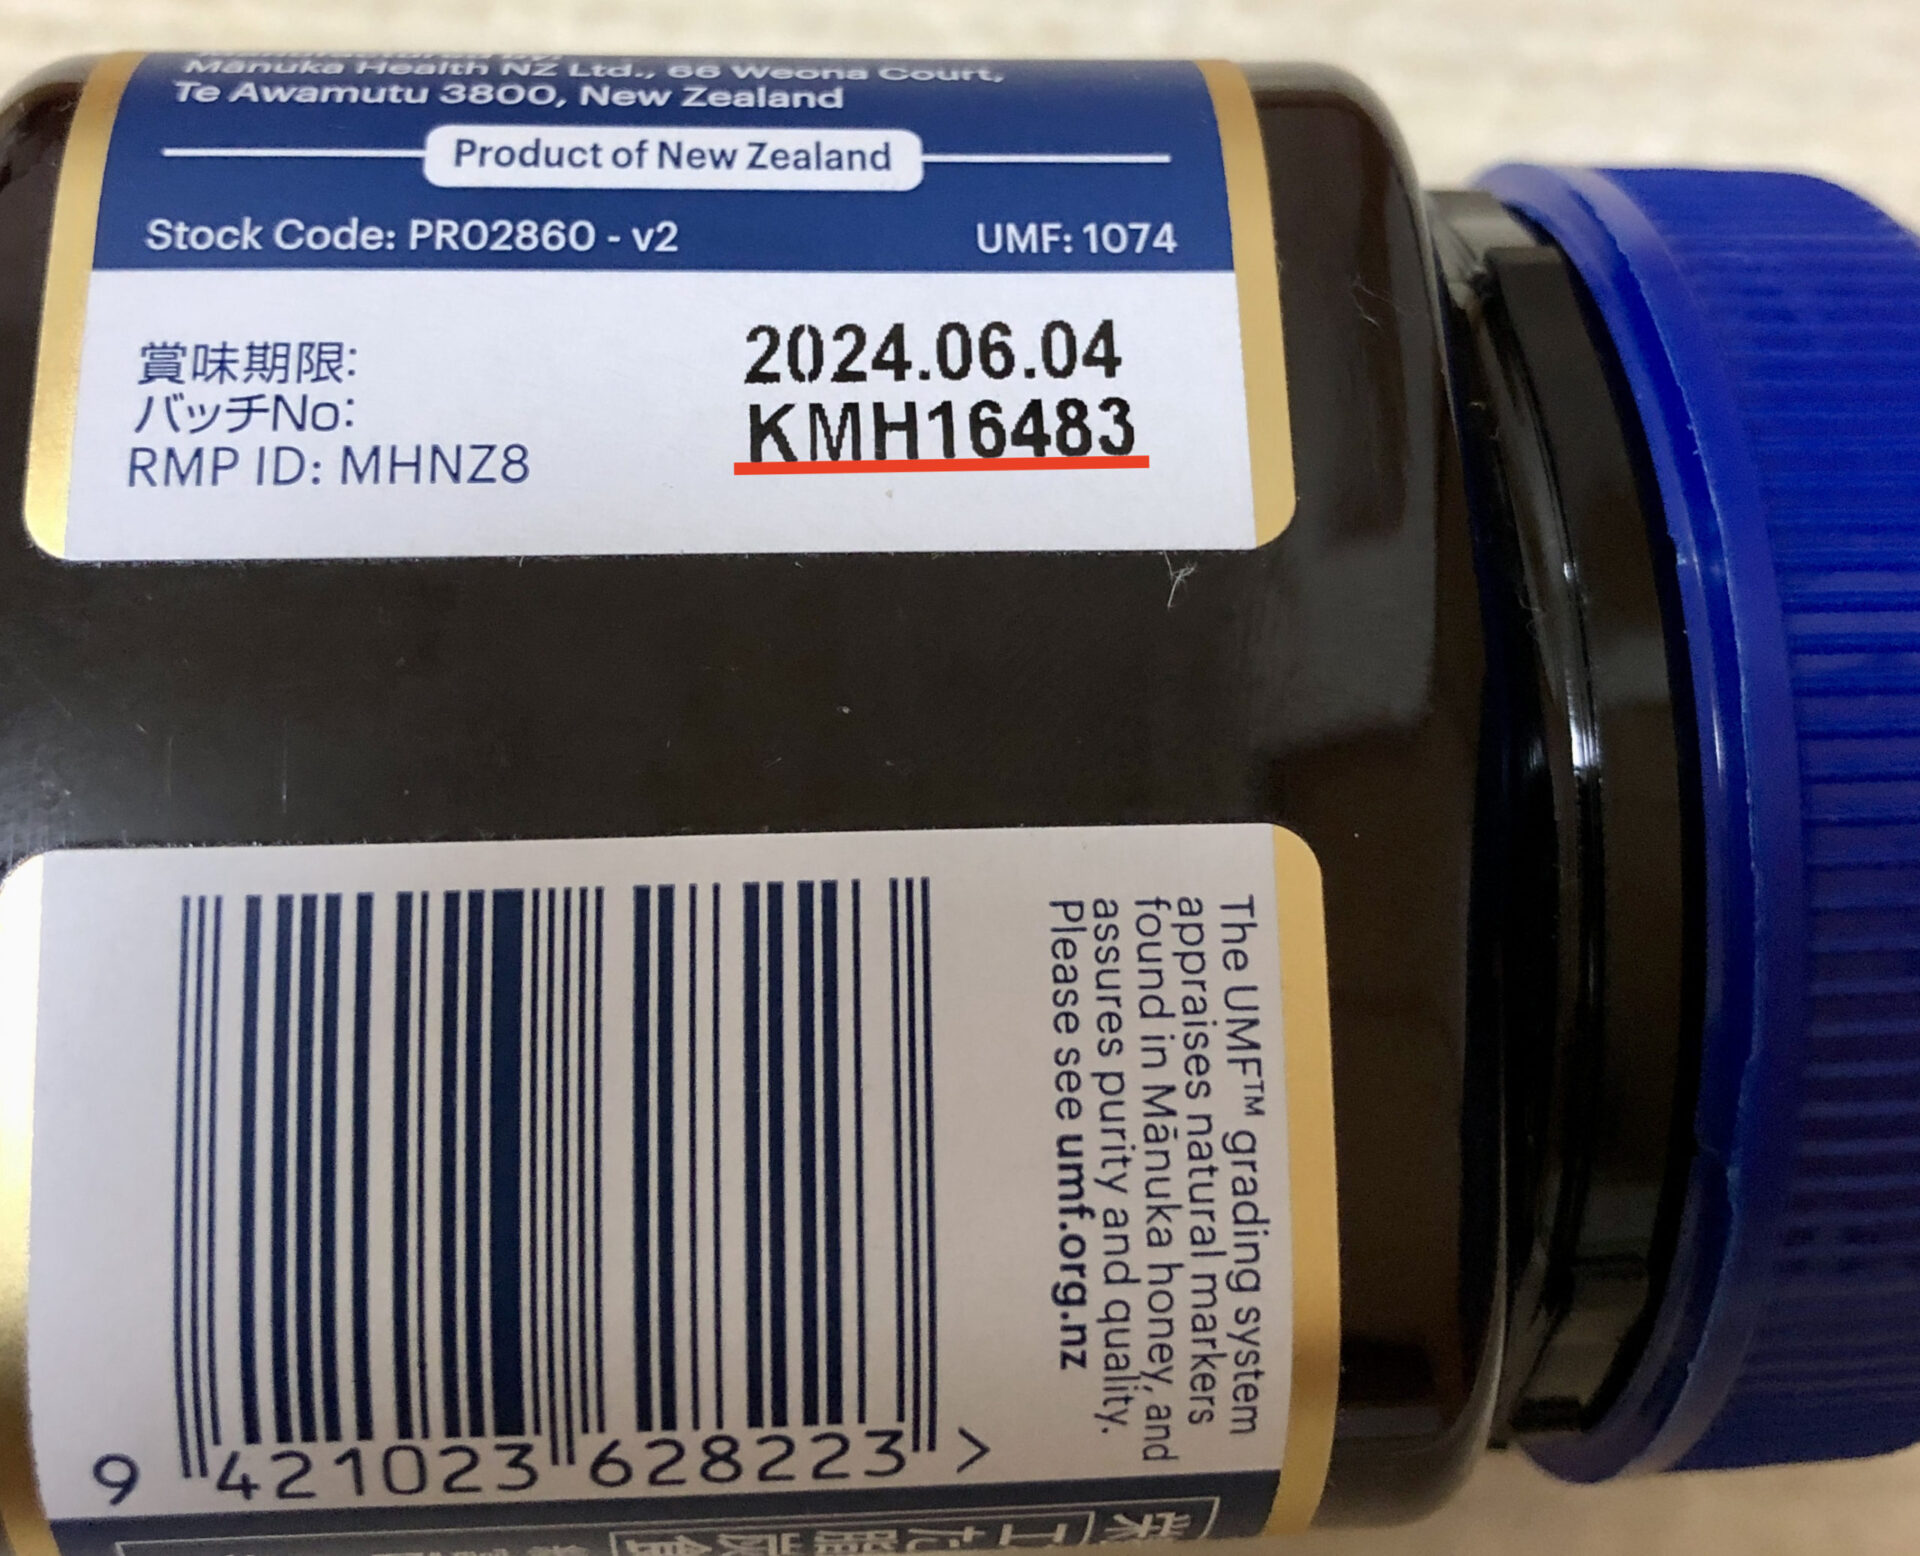 Manufactured by:
Mānuka Health NZ Ltd., 66 Weona Court,
Te Awamutu 3800, New Zealand
Product of New Zealand
Stock Code: PRO2860 - v2
UMF: 1074
賞味期限:
2024.06.04
バッチNo:
KMH16483
RMP ID: MHNZ8
The UMF™ grading system
appraises natural markers
found in Mānuka honey, and
assures purity and quality.
Please see umf.org.nz
9 421023 628223 >